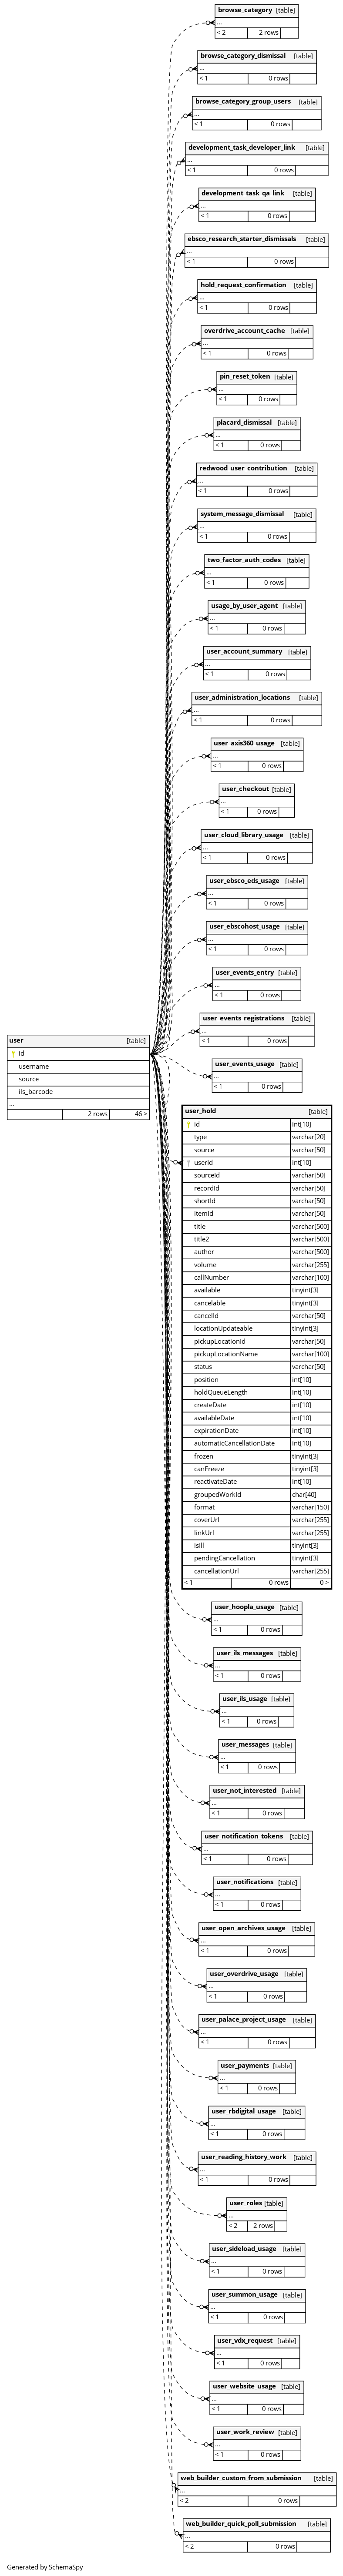 browse_category [table]
...
< 2 2 rows
browse_category_dismissal [table]
...
< 1 0 rows
browse_category_group_users [table]
...
< 1 0 rows
development_task_developer_link [table]
...
< 1 0 rows
development_task_qa_link [table]
...
< 1 0 rows
ebsco_research_starter_dismissals [table]
...
< 1 0 rows
hold_request_confirmation [table]
...
< 1 0 rows
overdrive_account_cache [table]
...
< 1 0 rows
pin_reset_token [table]
...
< 1 0 rows
placard_dismissal [table]
...
< 1 0 rows
redwood_user_contribution [table]
...
< 1 0 rows
system_message_dismissal [table]
...
< 1 0 rows
two_factor_auth_codes [table]
...
< 1 0 rows
usage_by_user_agent [table]
...
< 1 0 rows
user_account_summary [table]
...
< 1 0 rows
user_administration_locations [table]
...
< 1 0 rows
user_axis360_usage [table]
...
< 1 0 rows
user_checkout [table]
...
< 1 0 rows
user_cloud_library_usage [table]
...
< 1 0 rows
user_ebsco_eds_usage [table]
...
< 1 0 rows
user_ebscohost_usage [table]
...
< 1 0 rows
user_events_entry [table]
...
< 1 0 rows
user_events_registrations [table]
...
< 1 0 rows
user [table]
id
username
source
ils_barcode
...
2 rows 46 >
user_events_usage [table]
...
< 1 0 rows
user_hold [table]
id int[10]
type varchar[20]
source varchar[50]
userId int[10]
sourceId varchar[50]
recordId varchar[50]
shortId varchar[50]
itemId varchar[50]
title varchar[500]
title2 varchar[500]
author varchar[500]
volume varchar[255]
callNumber varchar[100]
available tinyint[3]
cancelable tinyint[3]
cancelId varchar[50]
locationUpdateable tinyint[3]
pickupLocationId varchar[50]
pickupLocationName varchar[100]
status varchar[50]
position int[10]
holdQueueLength int[10]
createDate int[10]
availableDate int[10]
expirationDate int[10]
automaticCancellationDate int[10]
frozen tinyint[3]
canFreeze tinyint[3]
reactivateDate int[10]
groupedWorkId char[40]
format varchar[150]
coverUrl varchar[255]
linkUrl varchar[255]
isIll tinyint[3]
pendingCancellation tinyint[3]
cancellationUrl varchar[255]
< 1 0 rows 0 >
user_hoopla_usage [table]
...
< 1 0 rows
user_ils_messages [table]
...
< 1 0 rows
user_ils_usage [table]
...
< 1 0 rows
user_messages [table]
...
< 1 0 rows
user_not_interested [table]
...
< 1 0 rows
user_notification_tokens [table]
...
< 1 0 rows
user_notifications [table]
...
< 1 0 rows
user_open_archives_usage [table]
...
< 1 0 rows
user_overdrive_usage [table]
...
< 1 0 rows
user_palace_project_usage [table]
...
< 1 0 rows
user_payments [table]
...
< 1 0 rows
user_rbdigital_usage [table]
...
< 1 0 rows
user_reading_history_work [table]
...
< 1 0 rows
user_roles [table]
...
< 2 2 rows
user_sideload_usage [table]
...
< 1 0 rows
user_summon_usage [table]
...
< 1 0 rows
user_vdx_request [table]
...
< 1 0 rows
user_website_usage [table]
...
< 1 0 rows
user_work_review [table]
...
< 1 0 rows
web_builder_custom_from_submission [table]
...
< 2 0 rows
web_builder_quick_poll_submission [table]
...
< 2 0 rows
Generated by SchemaSpy